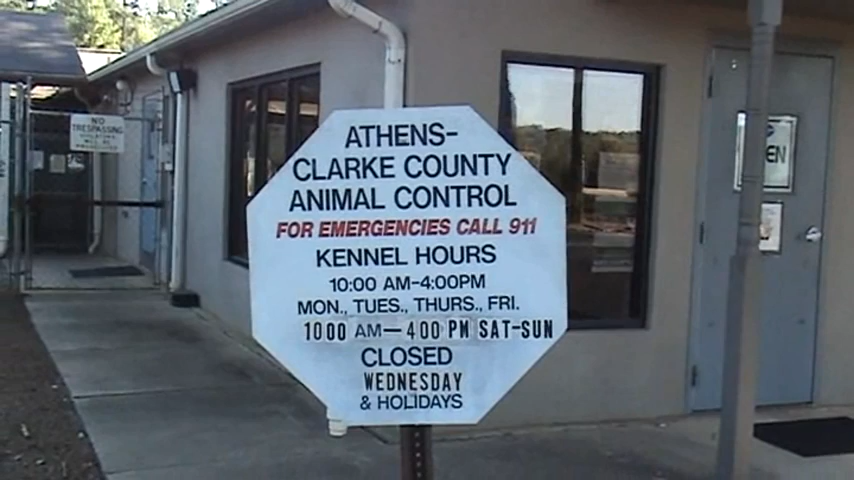 NO
TRESPASSING
ATHENS-
CLARKE COUNTY
ANIMAL CONTROL
FOR EMERGENCIES CALL 911
KENNEL HOURS
10:00 AM-4:00PM
MON., TUES., THURS., FRI.
1000 AM—400 PM SAT-SUN
CLOSED
WEDNESDAY
& HOLIDAYS
EN